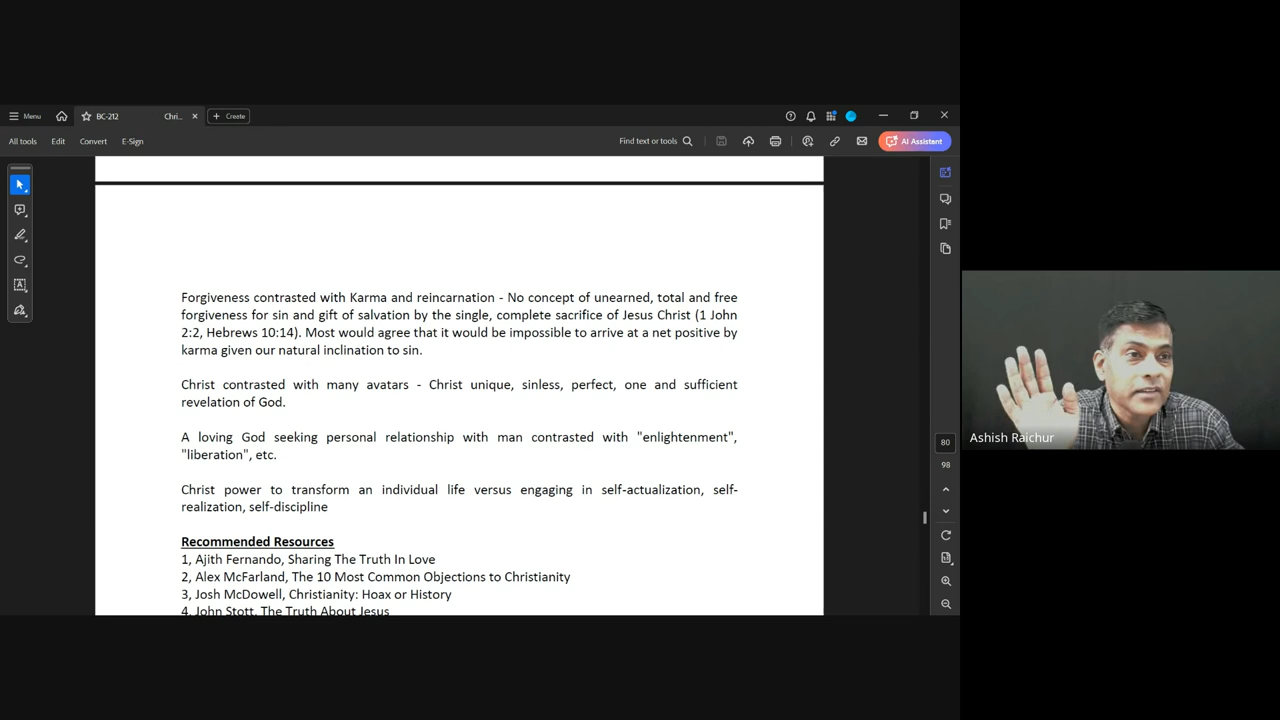 Menu
BC-212
Chri...
Create
All tools
Edit
Convert
E-Sign
Find text or tools
AI Assistant
Forgiveness contrasted with Karma and reincarnation - No concept of unearned, total and free
forgiveness for sin and gift of salvation by the single, complete sacrifice of Jesus Christ (1 John
2:2, Hebrews 10:14). Most would agree that it would be impossible to arrive at a net positive by
karma given our natural inclination to sin.
Christ contrasted with many avatars - Christ unique, sinless, perfect, one and sufficient
revelation of God.
A loving God seeking personal relationship with man contrasted with "enlightenment",
"liberation", etc.
Christ power to transform an individual life versus engaging in self-actualization, self-
realization, self-discipline
Recommended Resources
1, Ajith Fernando, Sharing The Truth In Love
2, Alex McFarland, The 10 Most Common Objections to Christianity
3, Josh McDowell, Christianity: Hoax or History
4. John Stott. The Truth About Jesus
80
98
Ashish Raichur